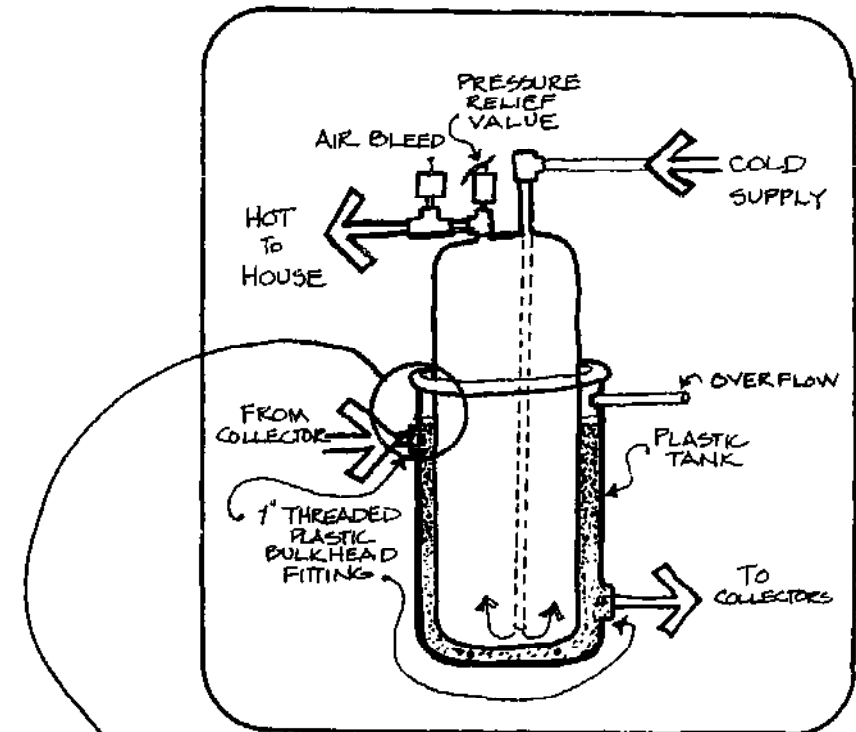 PRESSURE
RELIEF
VALUE
AIR BLEED
COLD
SUPPLY
HOT
TO
HOUSE
OVERFLOW
FROM
COLLECTOR
PLASTIC
TANK
1" THREADED
PLASTIC
BULKHEAD
FITTING
TO
COLLECTORS